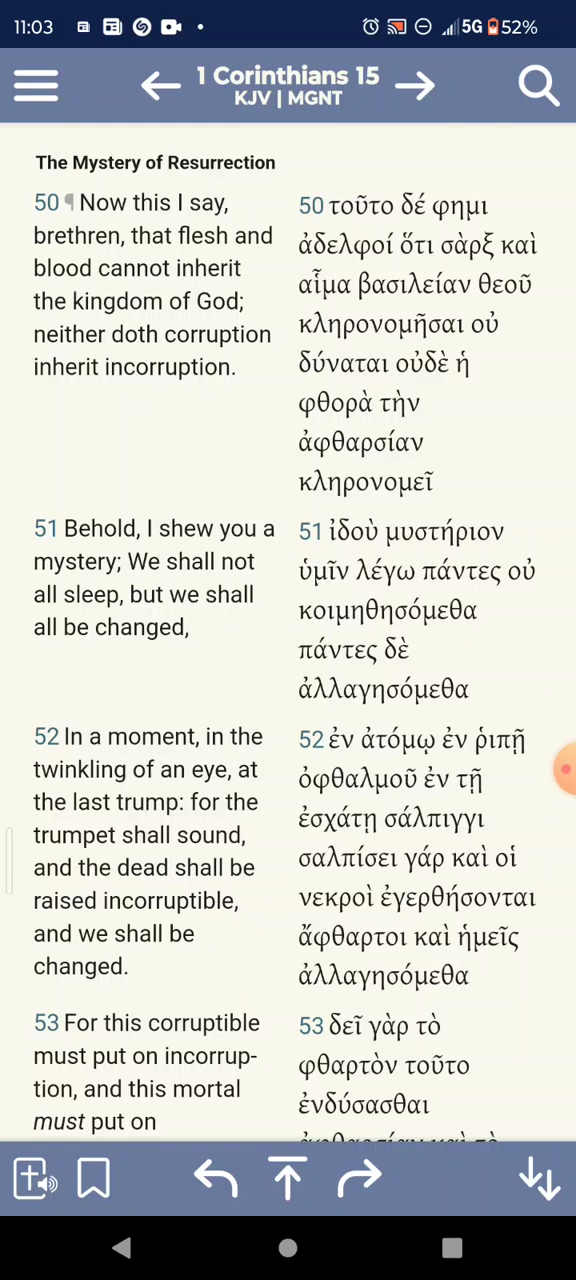 11:03
5G 52%
1 Corinthians 15
KJV | MGNT
The Mystery of Resurrection
50 ¶ Now this I say,
brethren, that flesh and
blood cannot inherit
the kingdom of God;
neither doth corruption
inherit incorruption.
50 τοῦτο δέ φημι
ἀδελφοί ὅτι σὰρξ καὶ
αἷμα βασιλείαν θεοῦ
κληρονομῆσαι οὐ
δύναται οὐδὲ ἡ
φθορὰ τὴν
ἀφθαρσίαν
κληρονομεῖ
51 Behold, I shew you a
mystery; We shall not
all sleep, but we shall
all be changed,
51 ἰδοὺ μυστήριον
ὑμῖν λέγω πάντες οὐ
κοιμηθησόμεθα
πάντες δὲ
ἀλλαγησόμεθα
52 In a moment, in the
twinkling of an eye, at
the last trump: for the
trumpet shall sound,
and the dead shall be
raised incorruptible,
and we shall be
changed.
52 ἐν ἀτόμῳ ἐν ῥιπῇ
ὀφθαλμοῦ ἐν τῇ
ἐσχάτῃ σάλπιγγι
σαλπίσει γάρ καὶ οἱ
νεκροὶ ἐγερθήσονται
ἄφθαρτοι καὶ ἡμεῖς
ἀλλαγησόμεθα
53 For this corruptible
must put on incorrup-
tion, and this mortal
must put on
53 δεῖ γὰρ τὸ
φθαρτὸν τοῦτο
ἐνδύσασθαι